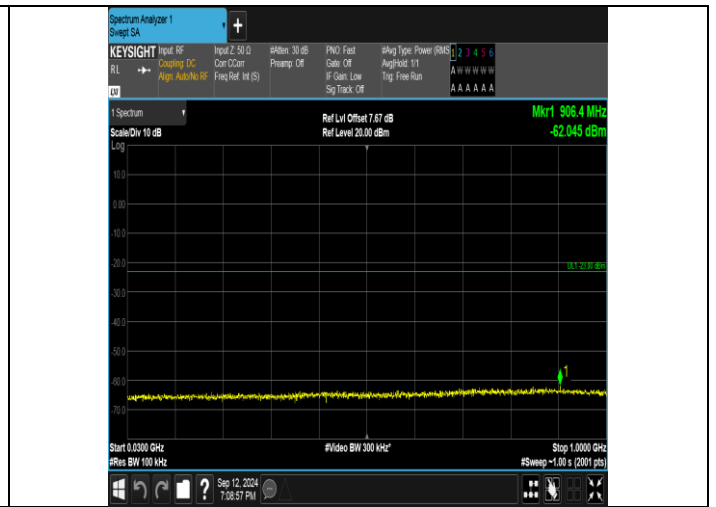 Spectrum Analyzer 1
Swept SA
+
KEYSIGHT
RL
LXI
Input: RF
Coupling: DC
Align: Auto/No RF
Input Z: 50 Ω
Corr CCorr
Freq Ref: Int (S)
#Atten: 30 dB
Preamp: Off
PNO: Fast
Gate: Off
IF Gain: Low
Sig Track: Off
#Avg Type: Power (RMS
Avg|Hold: 1/1
Trig: Free Run
1 2 3 4 5 6
A W W W W W
A A A A A A
1 Spectrum
Scale/Div 10 dB
Log
Ref Lvl Offset 7.67 dB
Ref Level 20.00 dBm
Mkr1 906.4 MHz
-62.045 dBm
10.0
0.00
-10.0
-20.0
DL1 -23.00 dBm
-30.0
-40.0
-50.0
-60.0
1
-70.0
Start 0.0300 GHz
#Res BW 100 kHz
#Video BW 300 kHz*
Stop 1.0000 GHz
#Sweep ~1.00 s (2001 pts)
?
Sep 12, 2024
7:08:57 PM